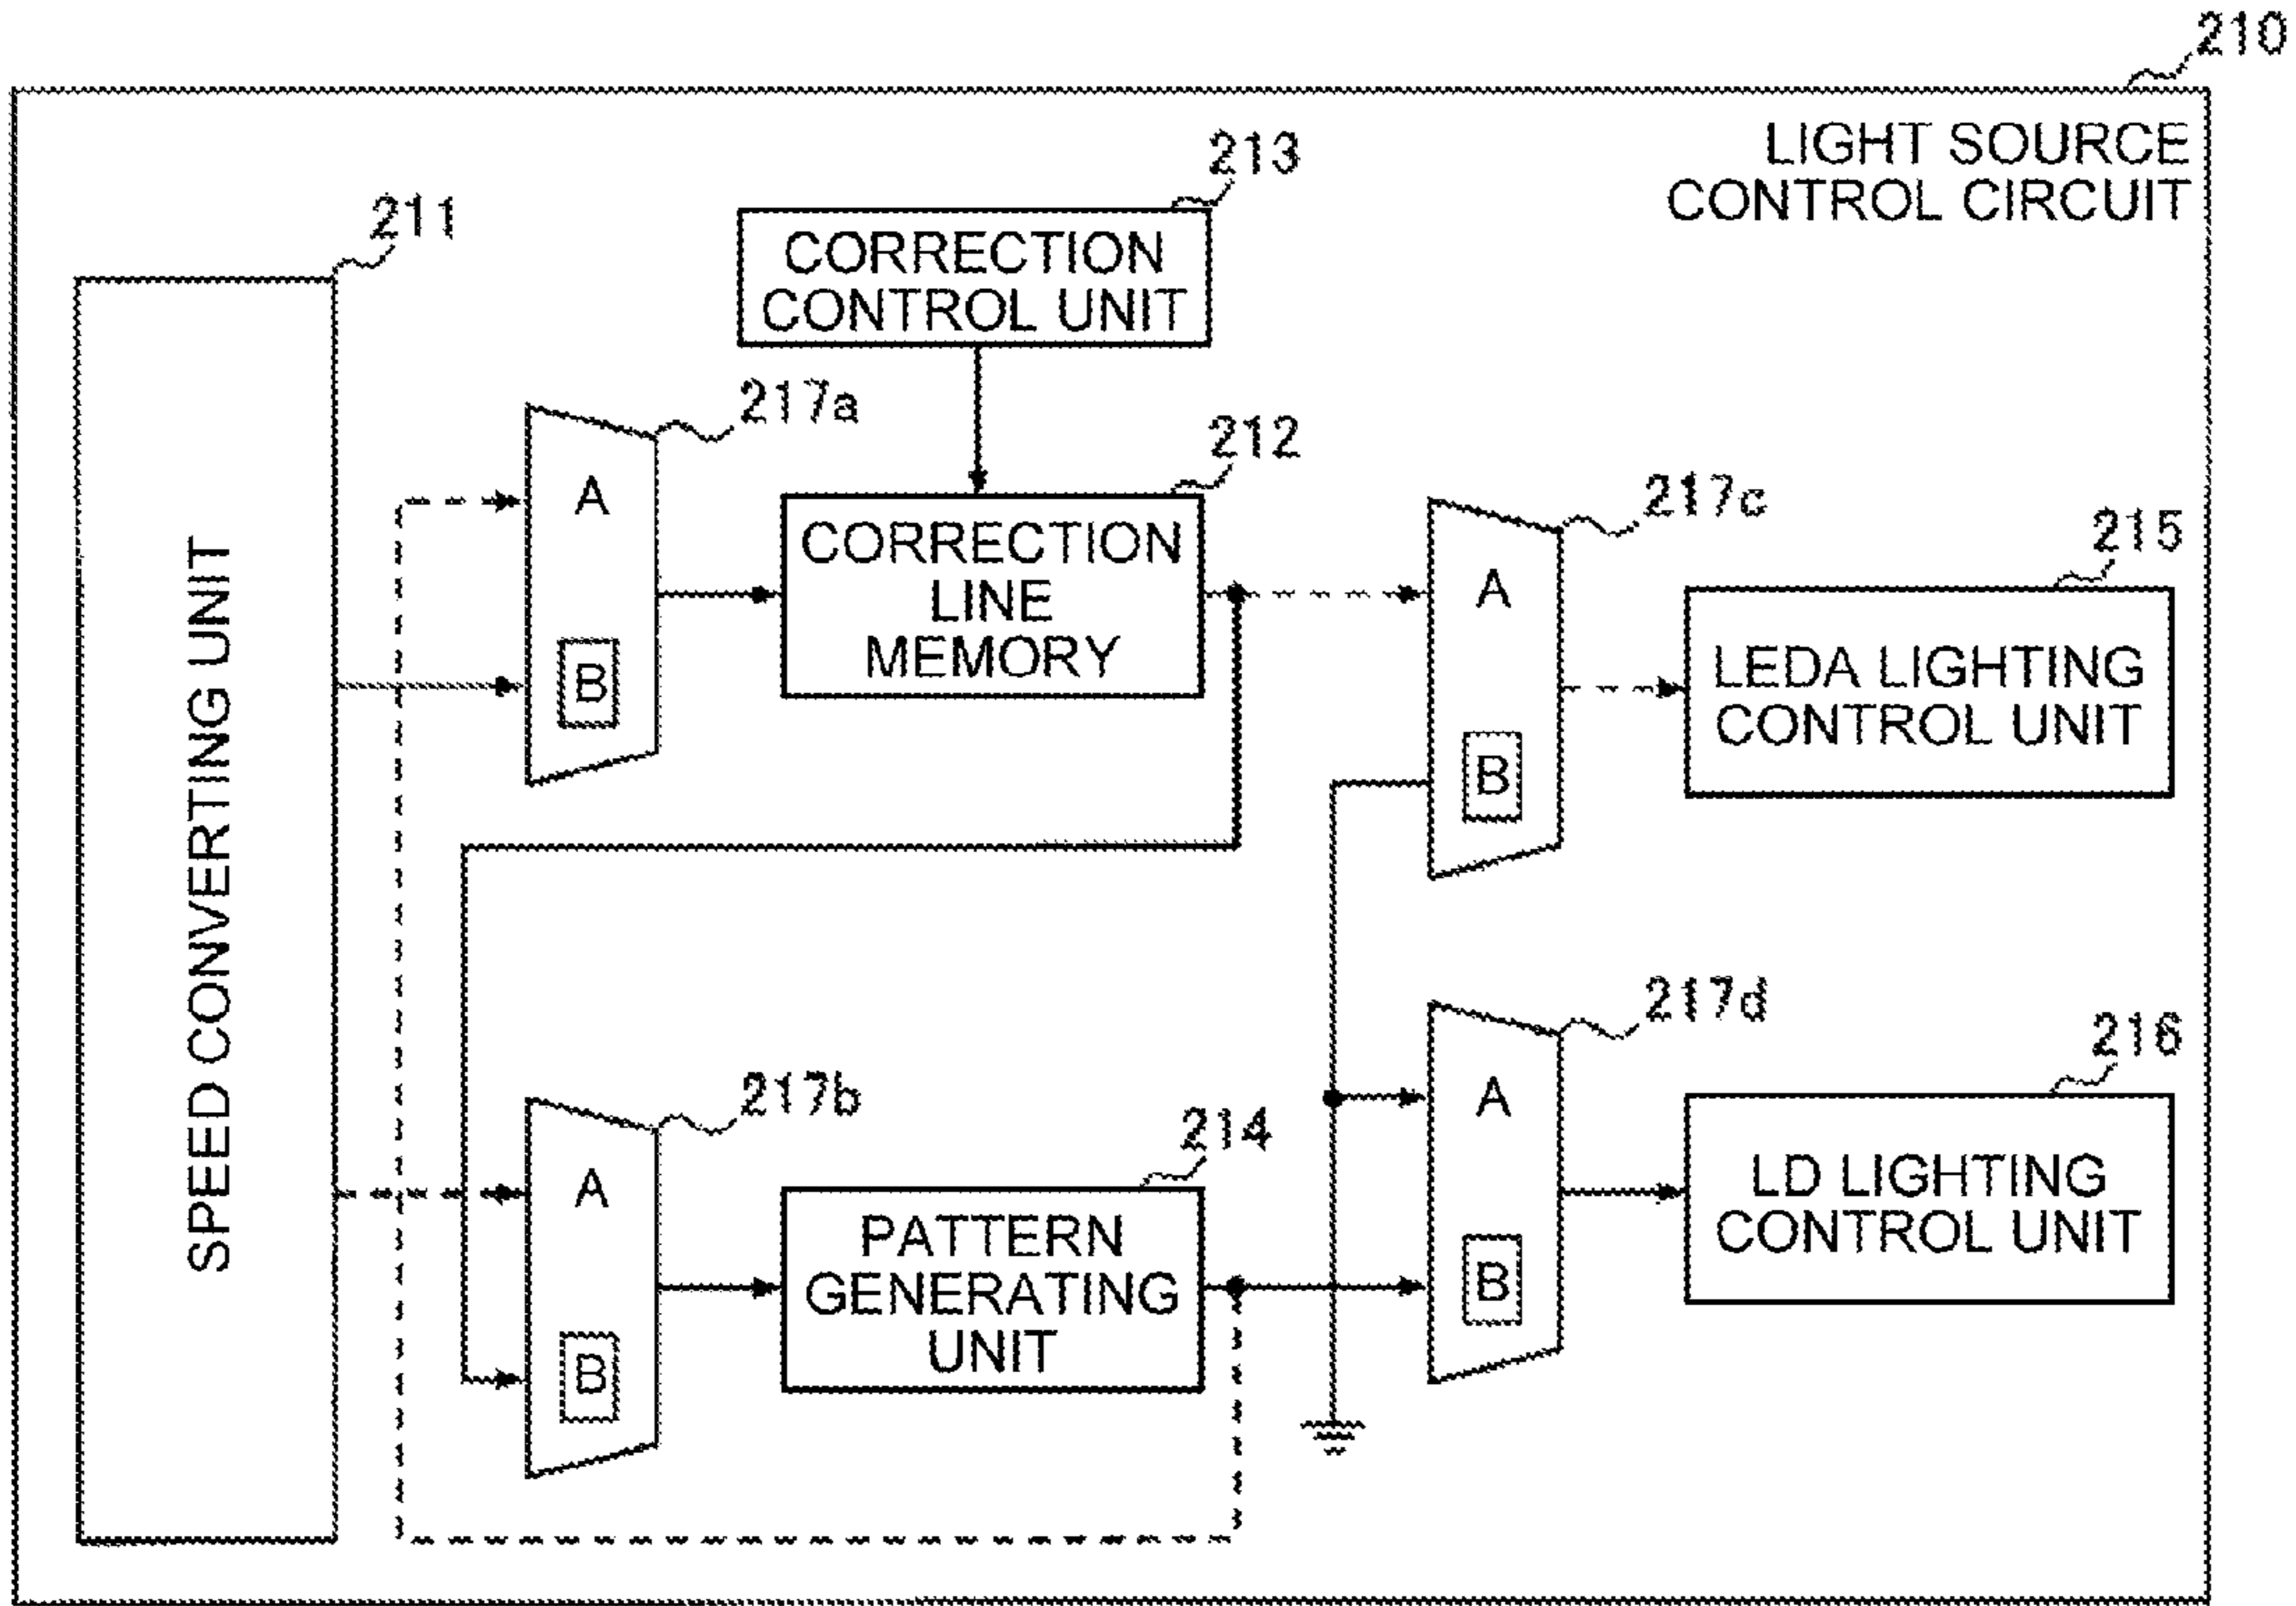 210
LIGHT SOURCE
CONTROL CIRCUIT
213
CORRECTION
CONTROL UNIT
211
SPEED CONVERTING UNIT
217a
A
B
212
CORRECTION
LINE
MEMORY
217c
A
B
215
LEDA LIGHTING
CONTROL UNIT
217b
A
B
214
PATTERN
GENERATING
UNIT
217d
A
B
216
LD LIGHTING
CONTROL UNIT